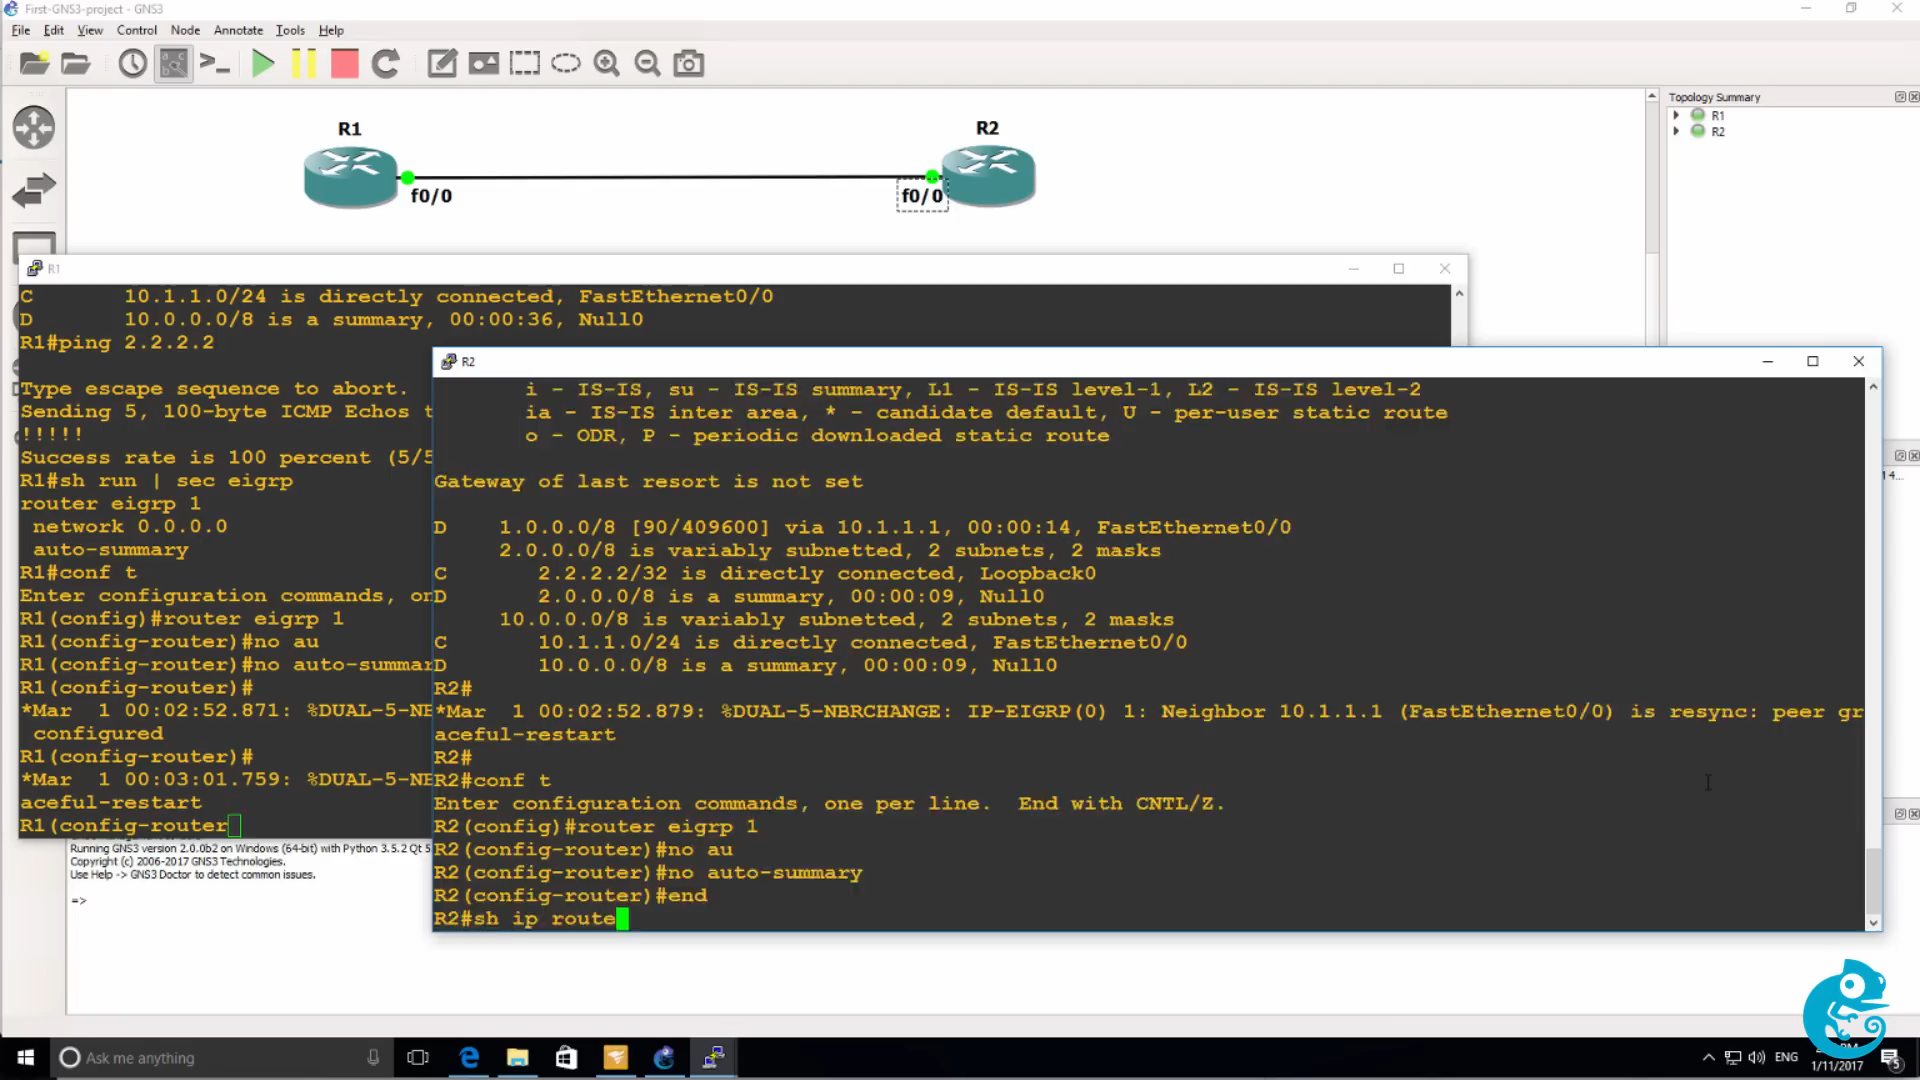 First-GNS3-project - GNS3
File Edit View Control Node Annotate Tools Help
Topology Summary
R1
R2
R1
R2
f0/0
f0/0
R1
C        10.1.1.0/24 is directly connected, FastEthernet0/0
D        10.0.0.0/8 is a summary, 00:00:36, Null0
R1#ping 2.2.2.2
Type escape sequence to abort.
Sending 5, 100-byte ICMP Echos t
!!!!!
Success rate is 100 percent (5/5
R1#sh run | sec eigrp
router eigrp 1
 network 0.0.0.0
 auto-summary
R1#conf t
Enter configuration commands, on
R1(config)#router eigrp 1
R1(config-router)#no au
R1(config-router)#no auto-summar
R1(config-router)#
*Mar  1 00:02:52.871: %DUAL-5-NB
 configured
R1(config-router)#
*Mar  1 00:03:01.759: %DUAL-5-NB
aceful-restart
R1(config-router
R2
i - IS-IS, su - IS-IS summary, L1 - IS-IS level-1, L2 - IS-IS level-2
ia - IS-IS inter area, * - candidate default, U - per-user static route
o - ODR, P - periodic downloaded static route
Gateway of last resort is not set
D    1.0.0.0/8 [90/409600] via 10.1.1.1, 00:00:14, FastEthernet0/0
     2.0.0.0/8 is variably subnetted, 2 subnets, 2 masks
C       2.2.2.2/32 is directly connected, Loopback0
D       2.0.0.0/8 is a summary, 00:00:09, Null0
     10.0.0.0/8 is variably subnetted, 2 subnets, 2 masks
C       10.1.1.0/24 is directly connected, FastEthernet0/0
D       10.0.0.0/8 is a summary, 00:00:09, Null0
R2#
*Mar  1 00:02:52.879: %DUAL-5-NBRCHANGE: IP-EIGRP(0) 1: Neighbor 10.1.1.1 (FastEthernet0/0) is resync: peer gr
aceful-restart
R2#
R2#conf t
Enter configuration commands, one per line.  End with CNTL/Z.
R2(config)#router eigrp 1
R2(config-router)#no au
R2(config-router)#no auto-summary
R2(config-router)#end
R2#sh ip route
Running GNS3 version 2.0.0b2 on Windows (64-bit) with Python 3.5.2 Qt 5
Copyright (c) 2006-2017 GNS3 Technologies.
Use Help -> GNS3 Doctor to detect common issues.
=>
Ask me anything
ENG
1/11/2017
5